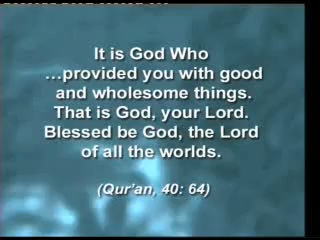 It is God Who
…provided you with good
and wholesome things.
That is God, your Lord.
Blessed be God, the Lord
of all the worlds.
(Qur'an, 40: 64)